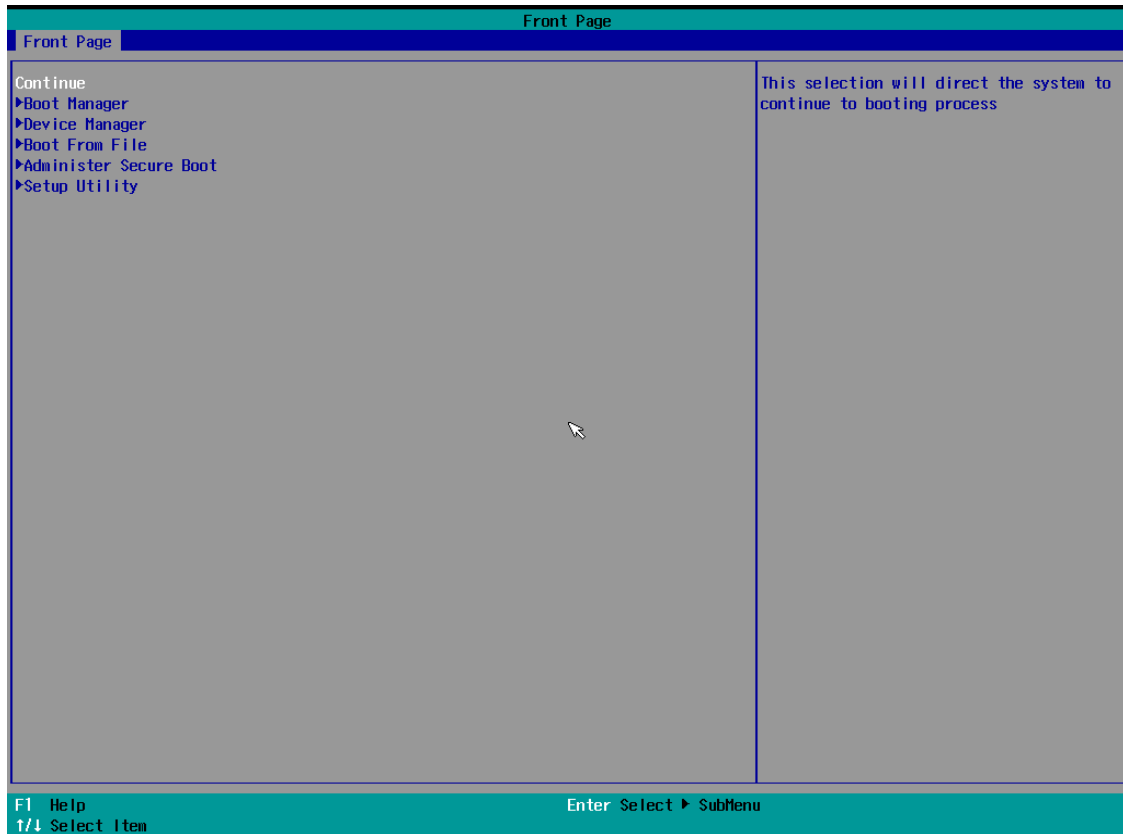 Front Page
Front Page
Continue
▶Boot Manager
▶Device Manager
▶Boot From File
▶Administer Secure Boot
▶Setup Utility
This selection will direct the system to
continue to booting process
F1 Help
Enter Select ▶ SubMenu
↑/↓ Select Item